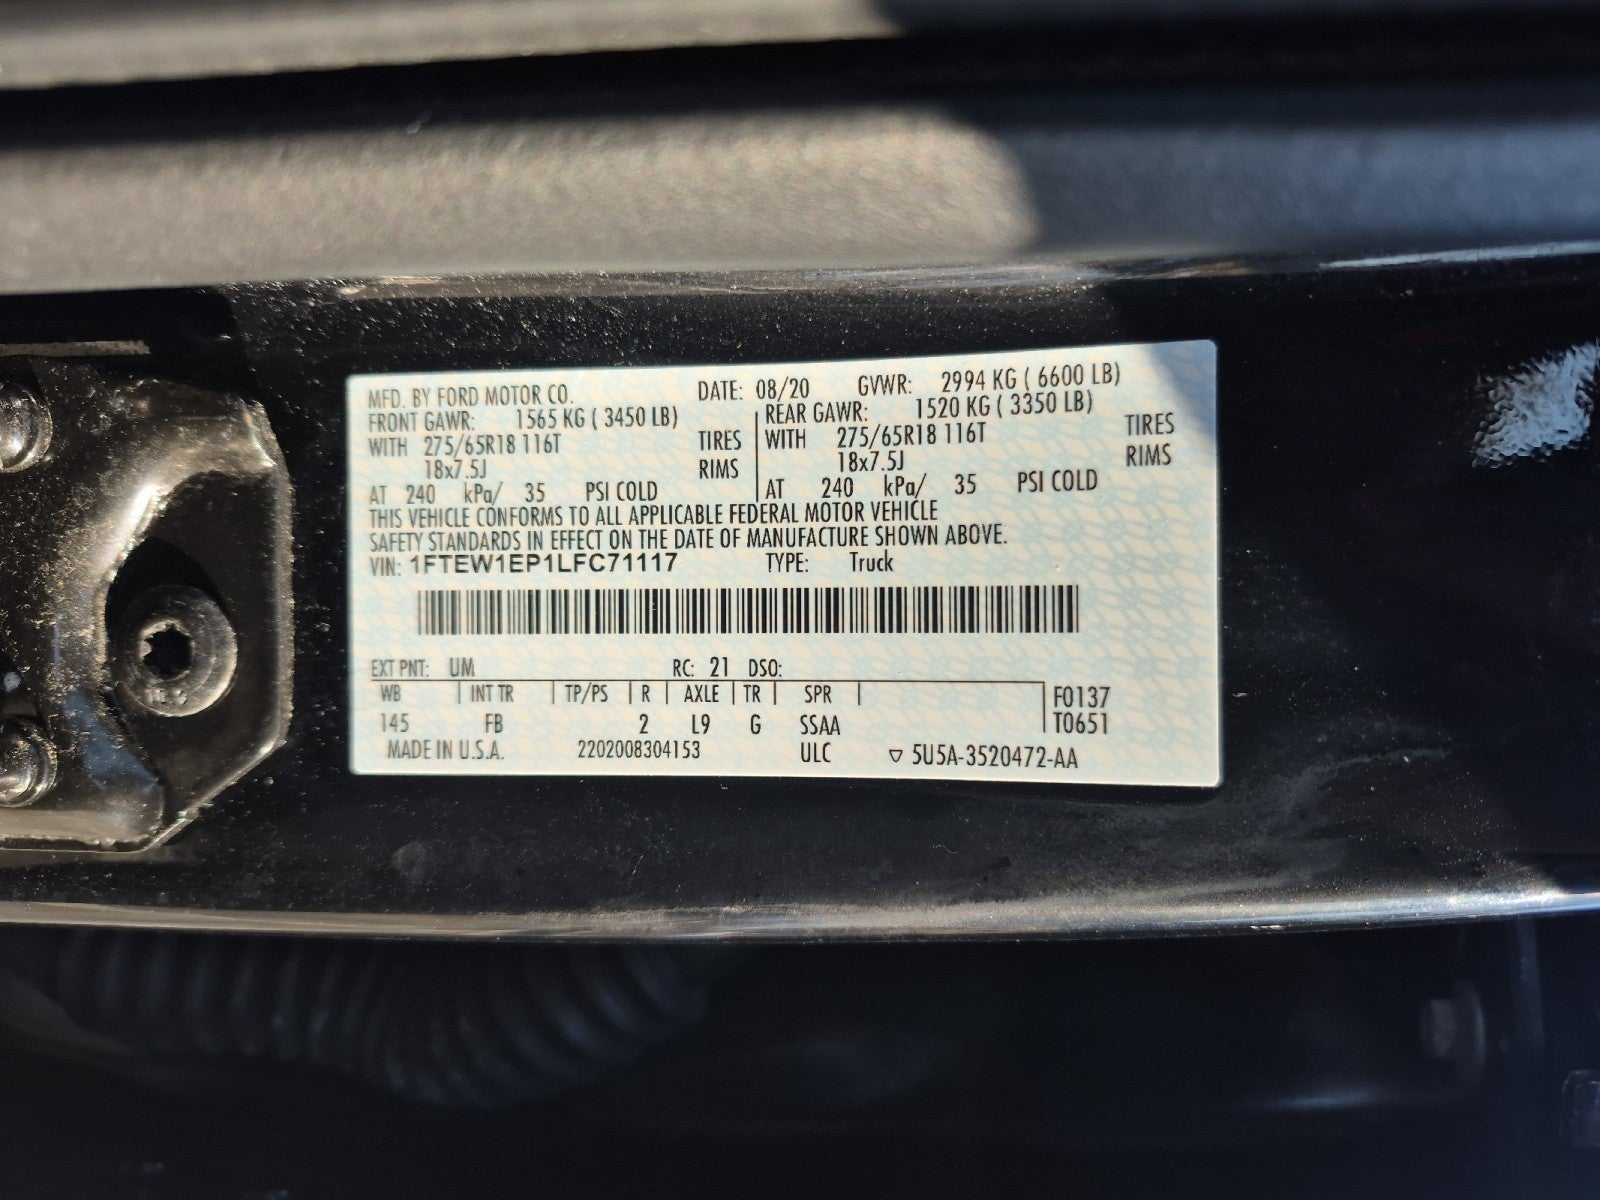 MFD. BY FORD MOTOR CO. DATE: 08/20 GVWR: 2994 KG ( 6600 LB)
FRONT GAWR: 1565 KG ( 3450 LB) REAR GAWR: 1520 KG ( 3350 LB)
WITH 275/65R18 116T TIRES WITH 275/65R18 116T TIRES
18x7.5J RIMS 18x7.5J RIMS
AT 240 kPa/ 35 PSI COLD AT 240 kPa/ 35 PSI COLD
THIS VEHICLE CONFORMS TO ALL APPLICABLE FEDERAL MOTOR VEHICLE
SAFETY STANDARDS IN EFFECT ON THE DATE OF MANUFACTURE SHOWN ABOVE.
VIN: 1FTEW1EP1LFC71117 TYPE: Truck
EXT PNT: UM RC: 21 DSO:
WB INT TR TP/PS R AXLE TR SPR F0137
145 FB 2 L9 G SSAA T0651
MADE IN U.S.A. 2202008304153 ULC ▽ 5U5A-3520472-AA